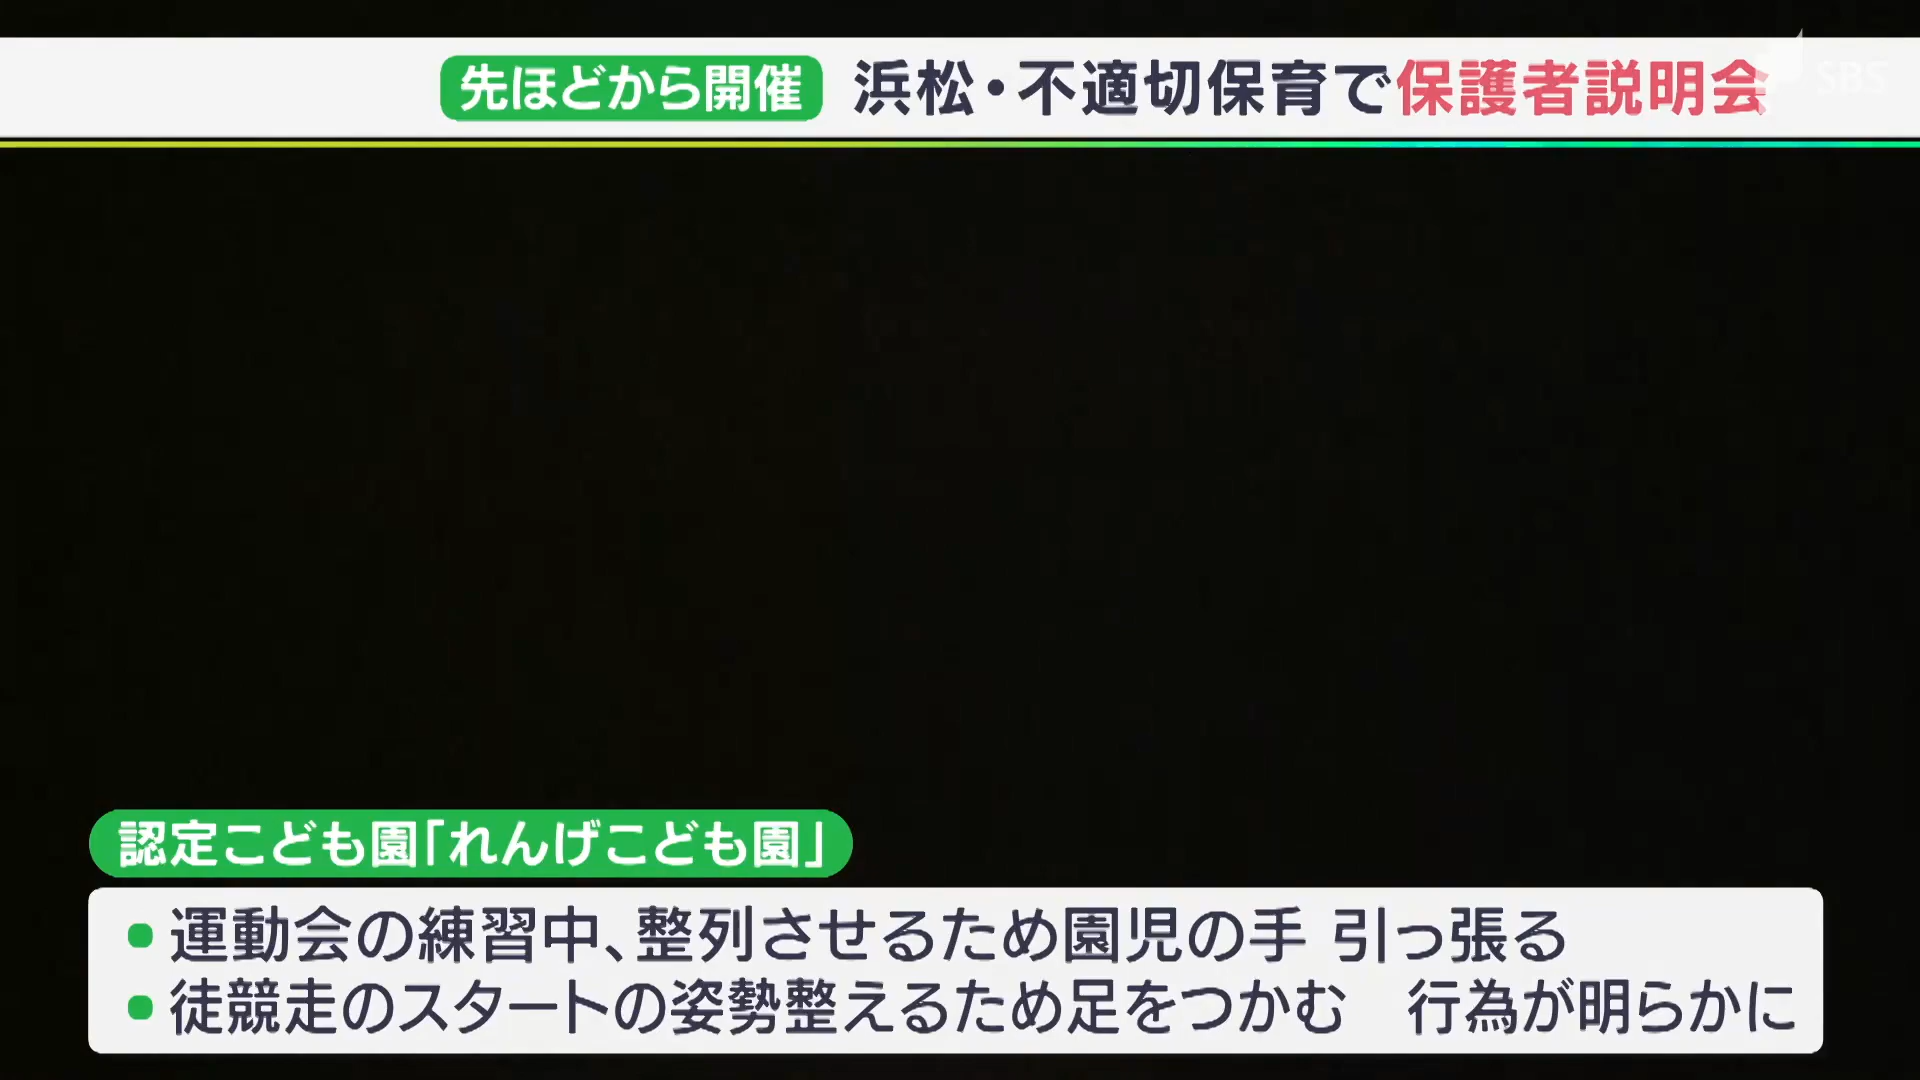 先ほどから開催 浜松・不適切保育で保護者説明会
SBS
認定こども園「れんげこども園」
• 運動会の練習中、整列させるため園児の手 引っ張る
• 徒競走のスタートの姿勢整えるため足をつかむ　行為が明らかに